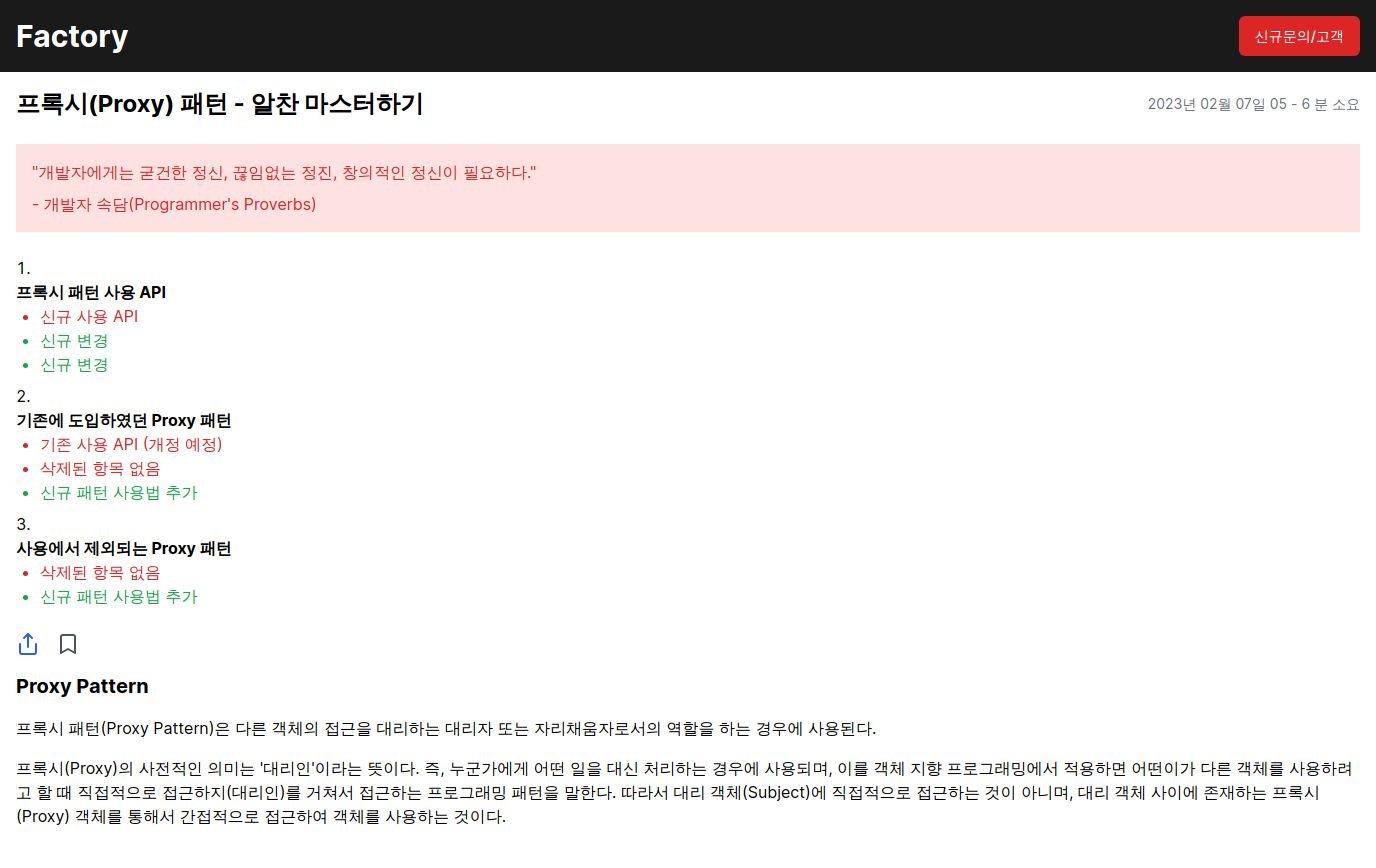 Factory
신규문의/고객
프록시(Proxy) 패턴 - 알찬 마스터하기
2023년 02월 07일 05 - 6 분 소요
"개발자에게는 굳건한 정신, 끊임없는 정진, 창의적인 정신이 필요하다."
- 개발자 속담(Programmer's Proverbs)
1.
프록시 패턴 사용 API
• 신규 사용 API
• 신규 변경
• 신규 변경
2.
기존에 도입하였던 Proxy 패턴
• 기존 사용 API (개정 예정)
• 삭제된 항목 없음
• 신규 패턴 사용법 추가
3.
사용에서 제외되는 Proxy 패턴
• 삭제된 항목 없음
• 신규 패턴 사용법 추가
Proxy Pattern
프록시 패턴(Proxy Pattern)은 다른 객체의 접근을 대리하는 대리자 또는 자리채움자로서의 역할을 하는 경우에 사용된다.
프록시(Proxy)의 사전적인 의미는 '대리인'이라는 뜻이다. 즉, 누군가에게 어떤 일을 대신 처리하는 경우에 사용되며, 이를 객체 지향 프로그래밍에서 적용하면 어떤이가 다른 객체를 사용하려
고 할 때 직접적으로 접근하지(대리인)를 거쳐서 접근하는 프로그래밍 패턴을 말한다. 따라서 대리 객체(Subject)에 직접적으로 접근하는 것이 아니며, 대리 객체 사이에 존재하는 프록시
(Proxy) 객체를 통해서 간접적으로 접근하여 객체를 사용하는 것이다.